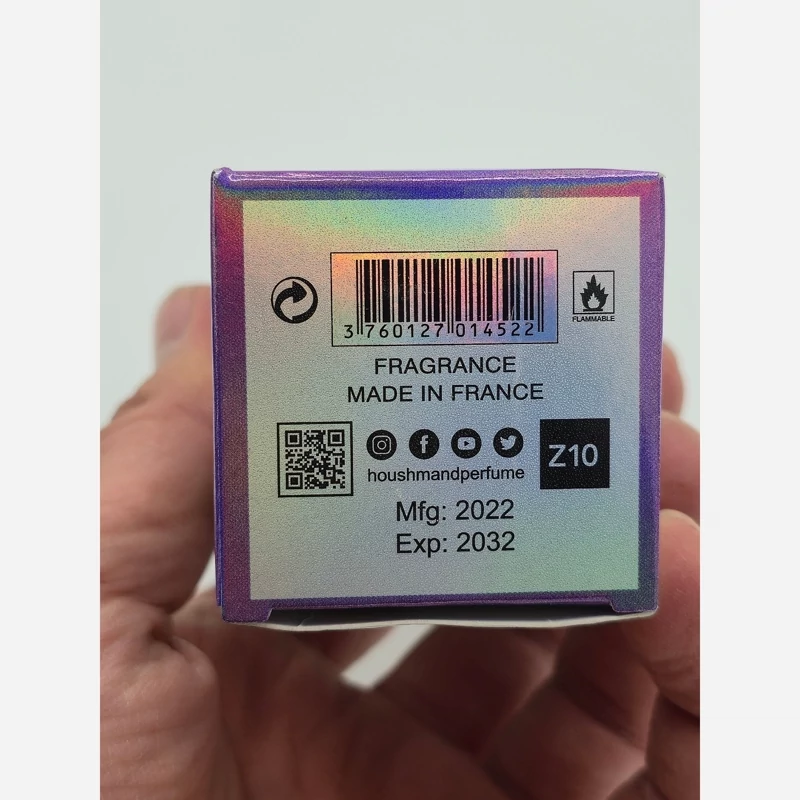 3 760127 014522
FLAMMABLE
FRAGRANCE
MADE IN FRANCE
houshmandperfume
Z10
Mfg: 2022
Exp: 2032